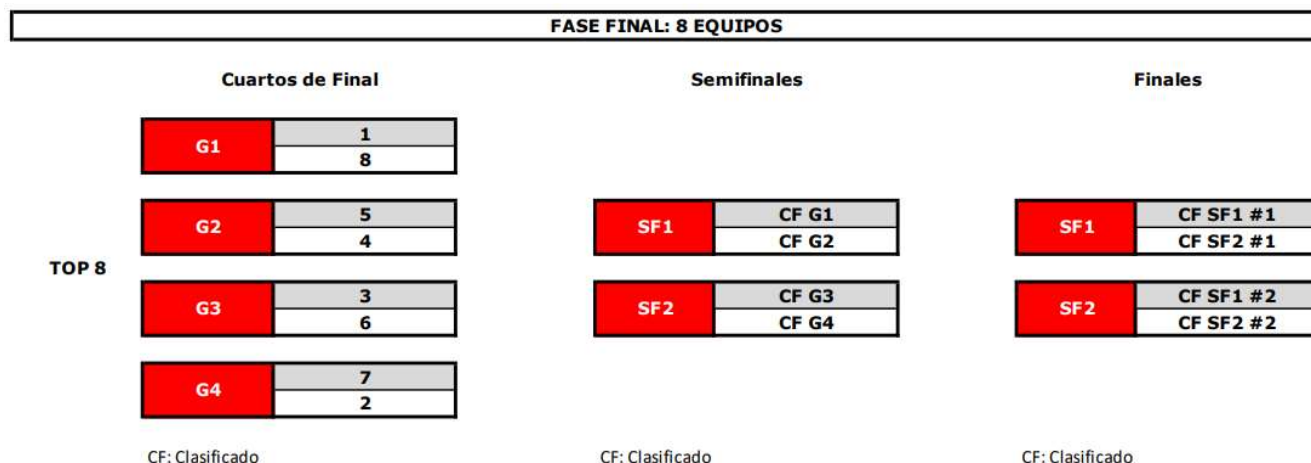 FASE FINAL: 8 EQUIPOS
Cuartos de Final
Semifinales
Finales
G1
1
8
G2
5
4
SF1
CF G1
CF G2
SF1
CF SF1 #1
CF SF2 #1
TOP 8
G3
3
6
SF2
CF G3
CF G4
SF2
CF SF1 #2
CF SF2 #2
G4
7
2
CF: Clasificado
CF: Clasificado
CF: Clasificado